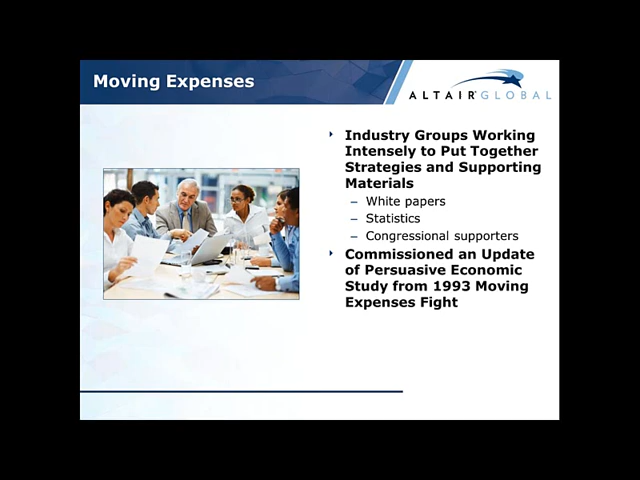 Moving Expenses
ALTAIR GLOBAL
Industry Groups Working
Intensely to Put Together
Strategies and Supporting
Materials
– White papers
– Statistics
– Congressional supporters
Commissioned an Update
of Persuasive Economic
Study from 1993 Moving
Expenses Fight